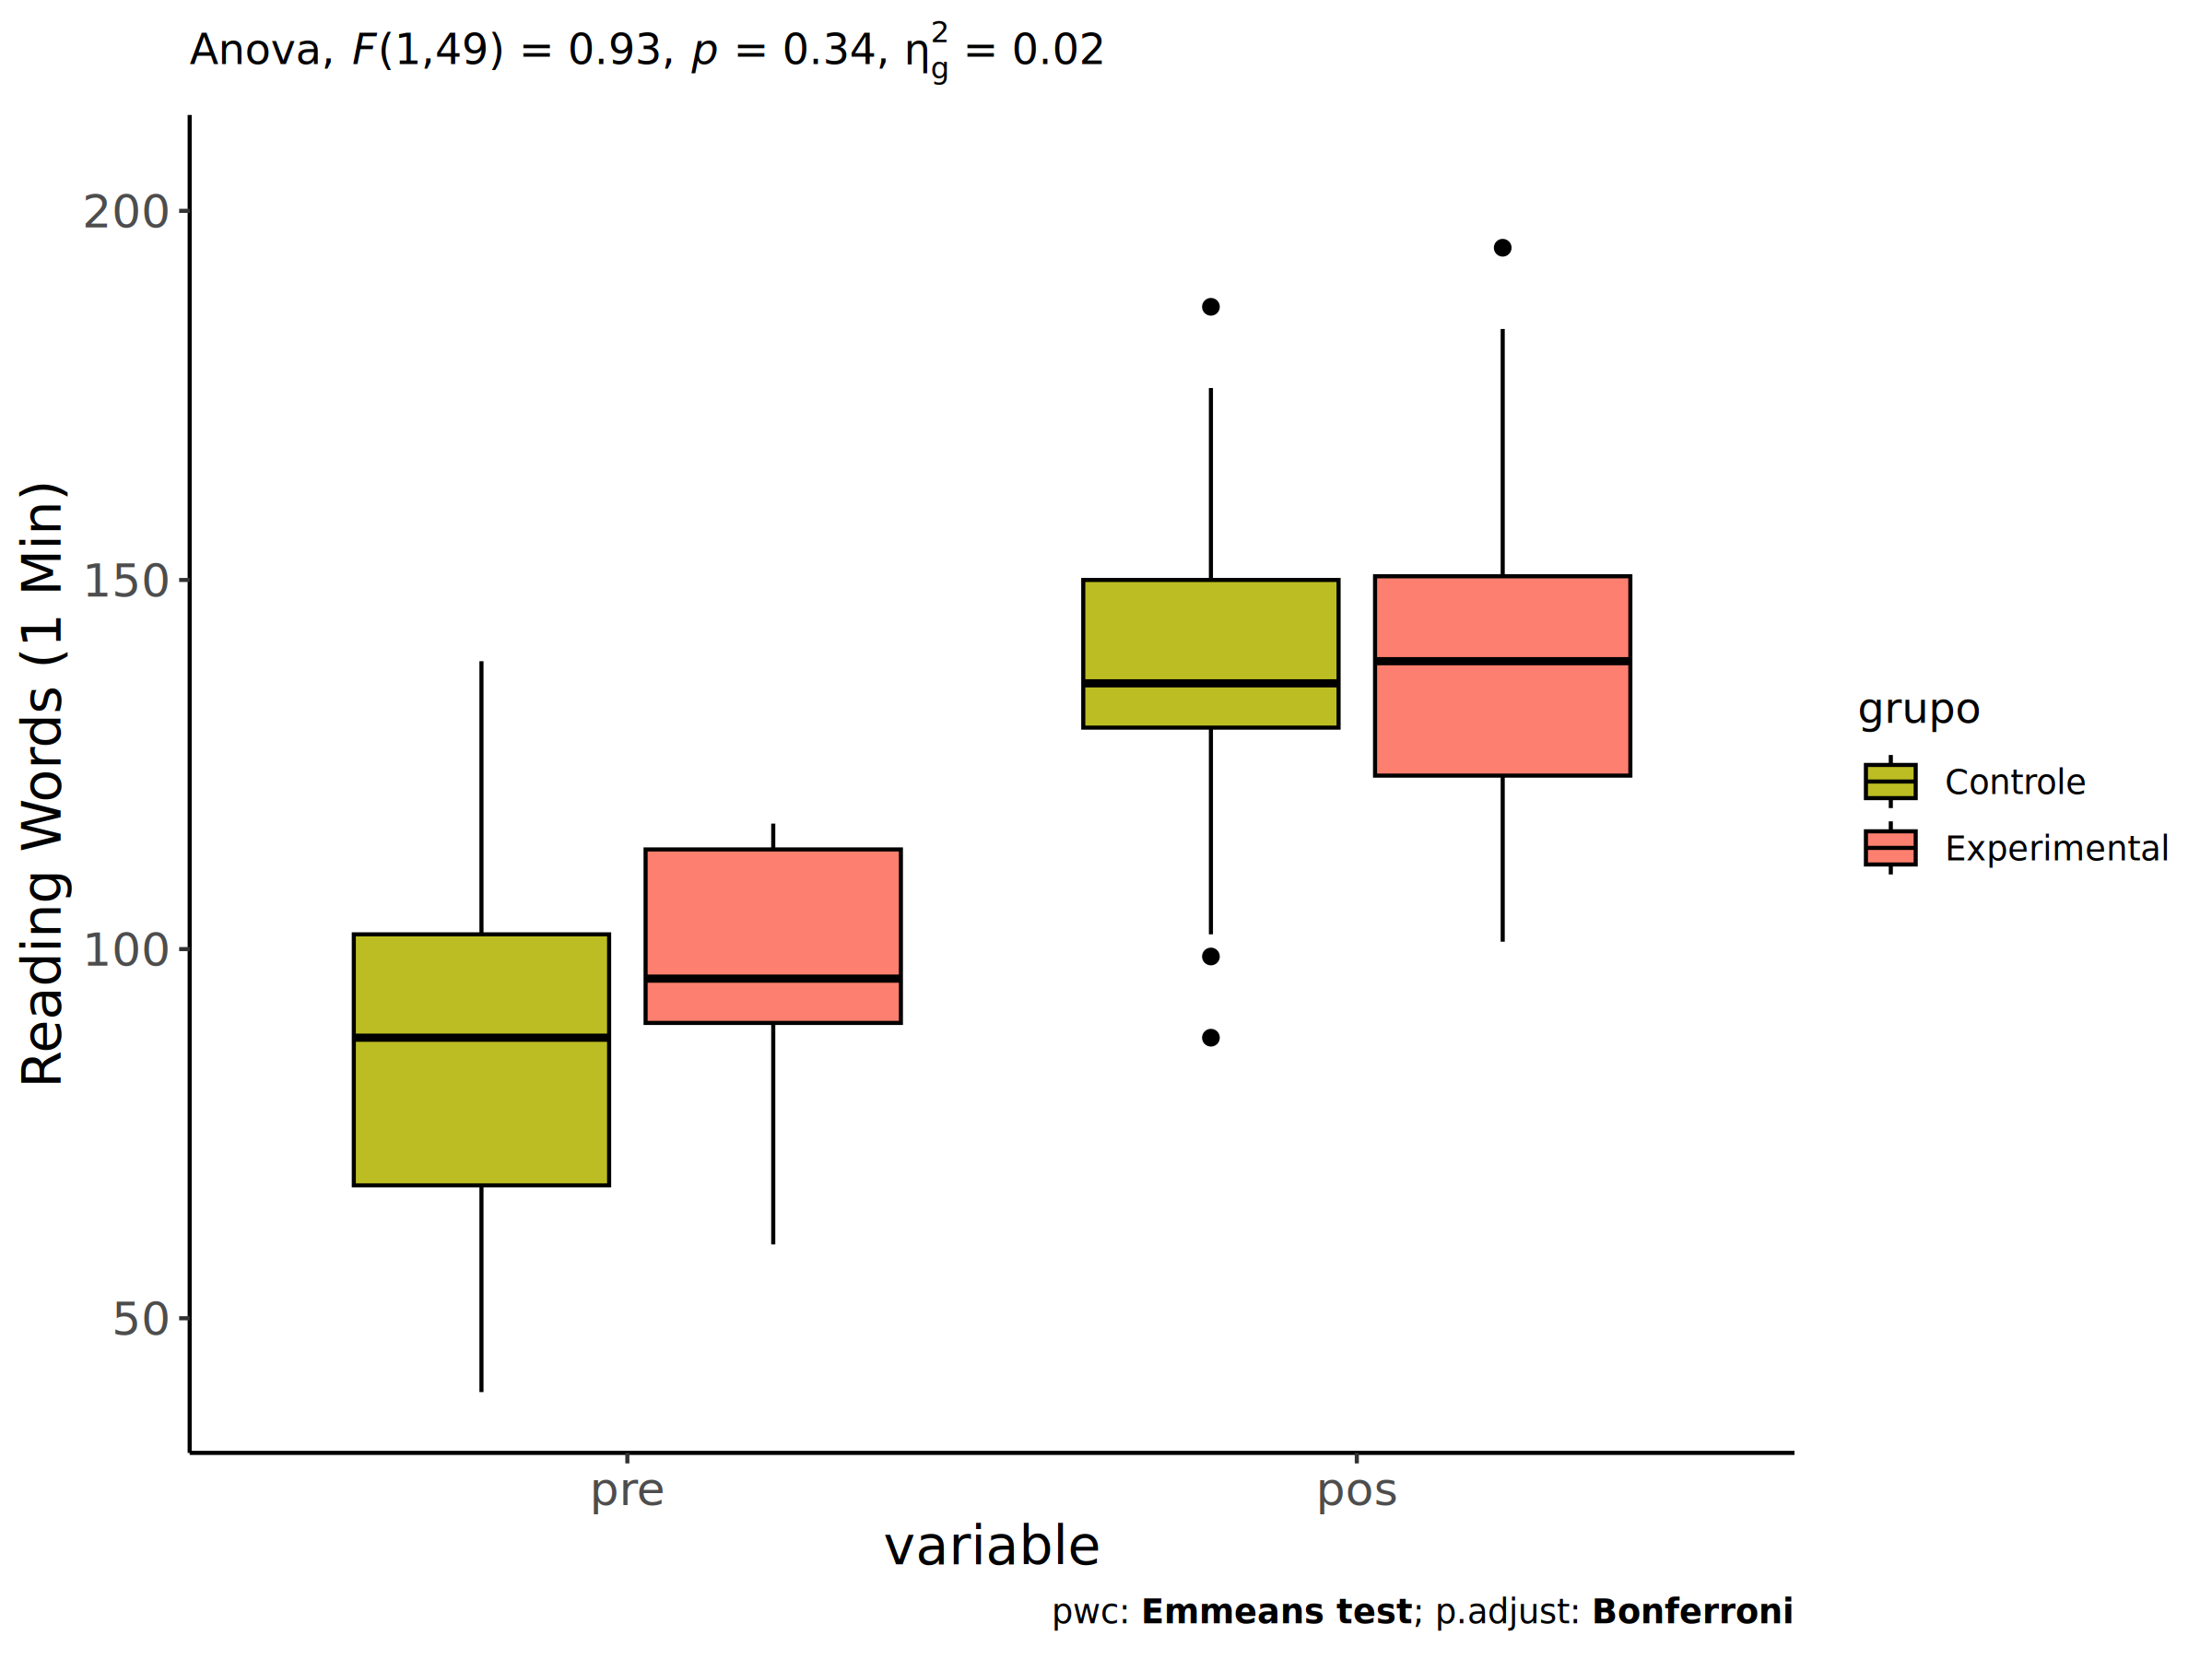 Anova, F(1,49) = 0.93, p = 0.34, η²g = 0.02
Reading Words (1 Min)
200
150
100
50
pre
pos
variable
grupo
Controle
Experimental
pwc: Emmeans test; p.adjust: Bonferroni